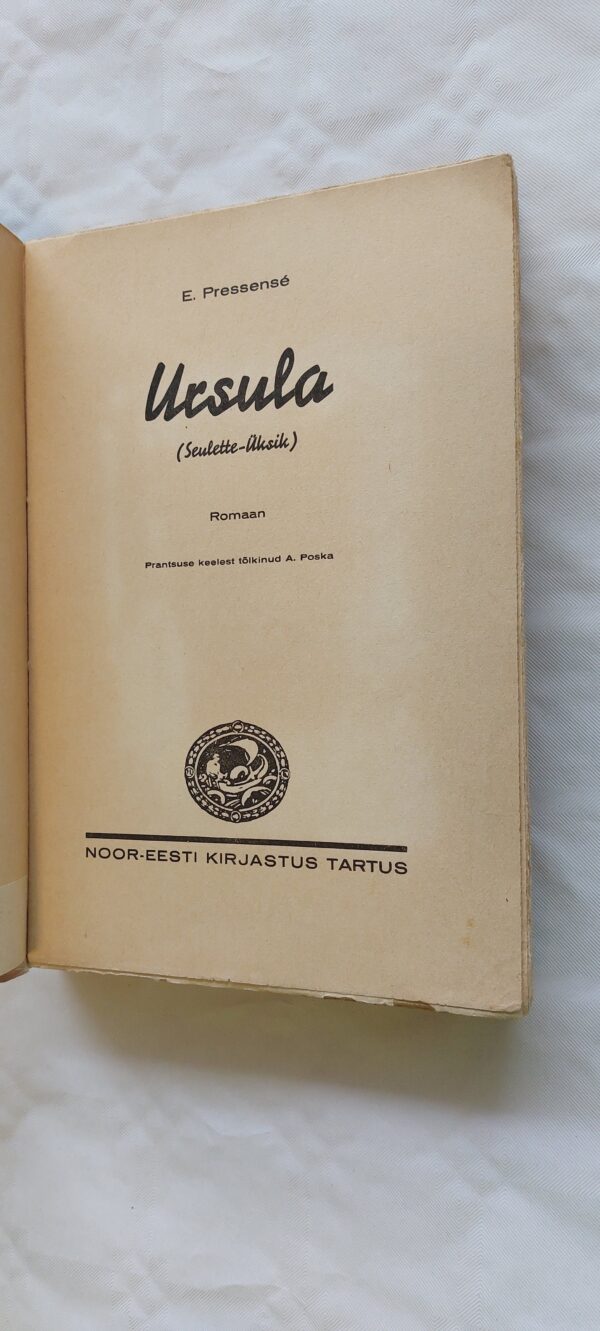 E. Pressensé
Ursula
(Seulette-Üksik)
Romaan
Prantsuse keelest tõlkinud A. Poska
NOOR-EESTI KIRJASTUS TARTUS